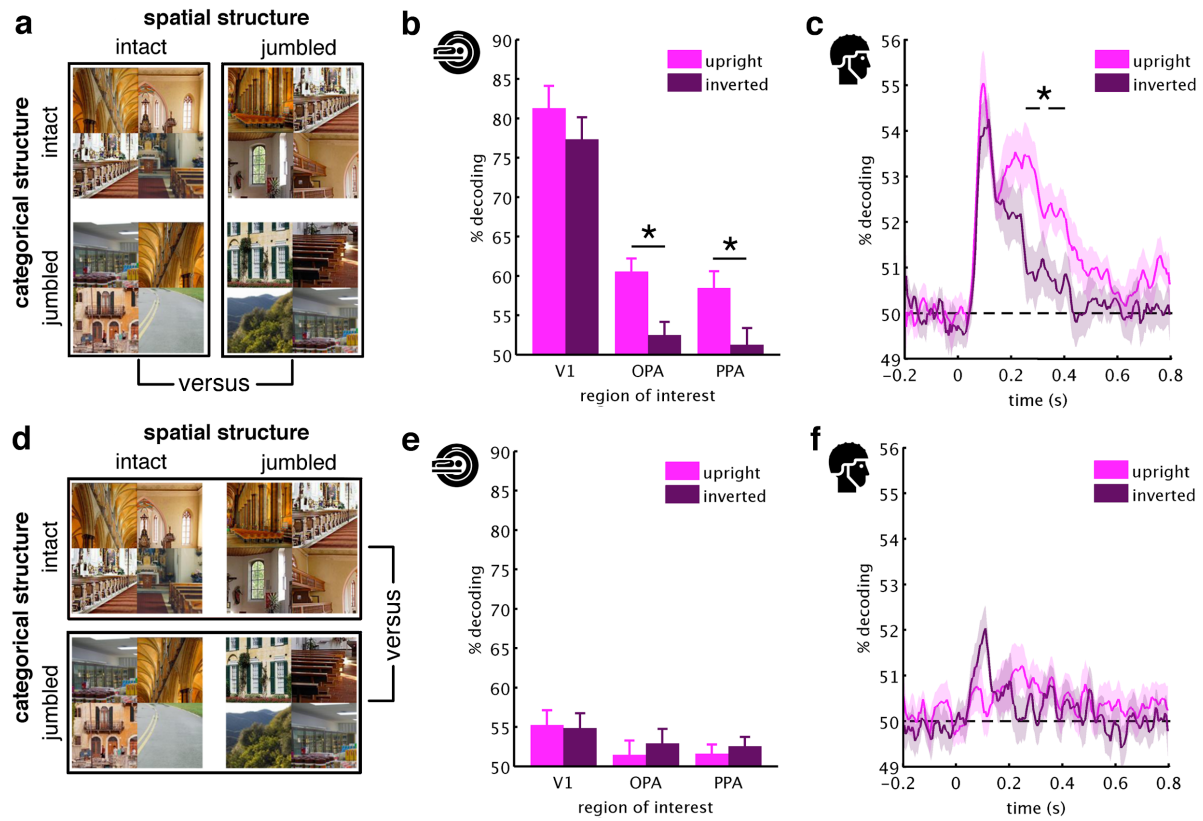 a
spatial structure
intact
jumbled
categorical structure
intact
jumbled
versus
b
90
85
80
75
70
65
60
55
50
% decoding
upright
inverted
*
*
V1
OPA
PPA
region of interest
c
56
55
54
53
52
51
50
49
% decoding
upright
inverted
*
−0.2
0
0.2
0.4
0.6
0.8
time (s)
d
spatial structure
intact
jumbled
categorical structure
intact
jumbled
versus
e
90
85
80
75
70
65
60
55
50
% decoding
upright
inverted
V1
OPA
PPA
region of interest
f
56
55
54
53
52
51
50
49
% decoding
upright
inverted
−0.2
0
0.2
0.4
0.6
0.8
time (s)